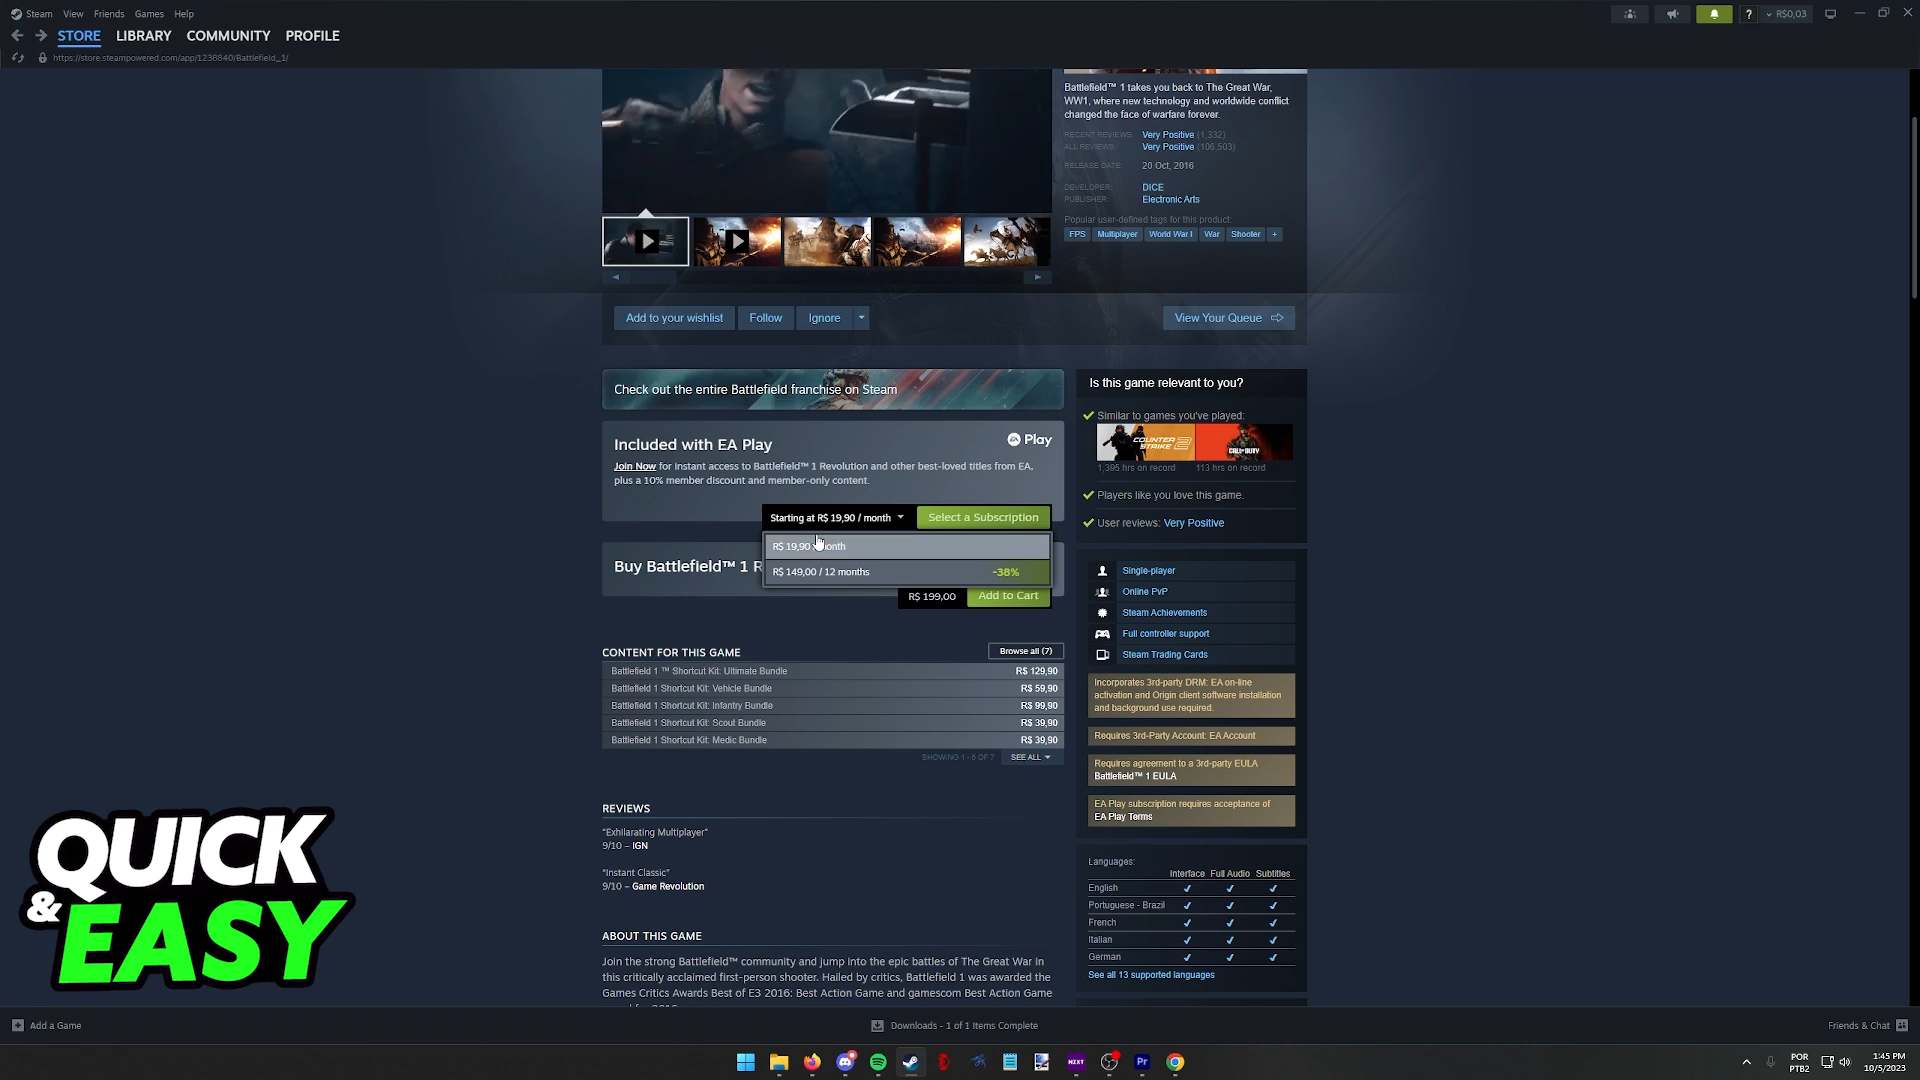 Steam View Friends Games Help
R$0,03
STORE LIBRARY COMMUNITY PROFILE
https://store.steampowered.com/app/1238840/Battlefield_1/
Battlefield™ 1 takes you back to The Great War,
WW1, where new technology and worldwide conflict
changed the face of warfare forever.
RECENT REVIEWS: Very Positive (1,332)
ALL REVIEWS: Very Positive (106,503)
RELEASE DATE: 20 Oct, 2016
DEVELOPER: DICE
PUBLISHER: Electronic Arts
Popular user-defined tags for this product:
FPS Multiplayer World War I War Shooter +
Add to your wishlist Follow Ignore View Your Queue
Check out the entire Battlefield franchise on Steam
Included with EA Play
EA Play
Join Now for instant access to Battlefield™ 1 Revolution and other best-loved titles from EA,
plus a 10% member discount and member-only content.
Starting at R$ 19,90 / month Select a Subscription
R$ 19,90
R$ 149,00 / 12 months -38%
Buy Battlefield™ 1 R
R$ 199,00 Add to Cart
CONTENT FOR THIS GAME Browse all (7)
Battlefield 1 ™ Shortcut Kit: Ultimate Bundle R$ 129,90
Battlefield 1 Shortcut Kit: Vehicle Bundle R$ 59,90
Battlefield 1 Shortcut Kit: Infantry Bundle R$ 99,90
Battlefield 1 Shortcut Kit: Scout Bundle R$ 39,90
Battlefield 1 Shortcut Kit: Medic Bundle R$ 39,90
SHOWING 1 - 5 OF 7 SEE ALL
REVIEWS
“Exhilarating Multiplayer”
9/10 – IGN
“Instant Classic”
9/10 – Game Revolution
ABOUT THIS GAME
Join the strong Battlefield™ community and jump into the epic battles of The Great War in
this critically acclaimed first-person shooter. Hailed by critics, Battlefield 1 was awarded the
Games Critics Awards Best of E3 2016: Best Action Game and gamescom Best Action Game
Is this game relevant to you?
Similar to games you've played:
COUNTER STRIKE 2 CALL OF DUTY
1,395 hrs on record 113 hrs on record
Players like you love this game.
User reviews: Very Positive
Single-player
Online PvP
Steam Achievements
Full controller support
Steam Trading Cards
Incorporates 3rd-party DRM: EA on-line
activation and Origin client software installation
and background use required.
Requires 3rd-Party Account: EA Account
Requires agreement to a 3rd-party EULA
Battlefield™ 1 EULA
EA Play subscription requires acceptance of
EA Play Terms
Languages:
Interface Full Audio Subtitles
English ✔ ✔ ✔
Portuguese - Brazil ✔ ✔ ✔
French ✔ ✔ ✔
Italian ✔ ✔ ✔
German ✔ ✔ ✔
See all 13 supported languages
QUICK
& EASY
Add a Game Downloads - 1 of 1 Items Complete Friends & Chat
NZXT Pr
POR
PTB2
1:45 PM
10/5/2023